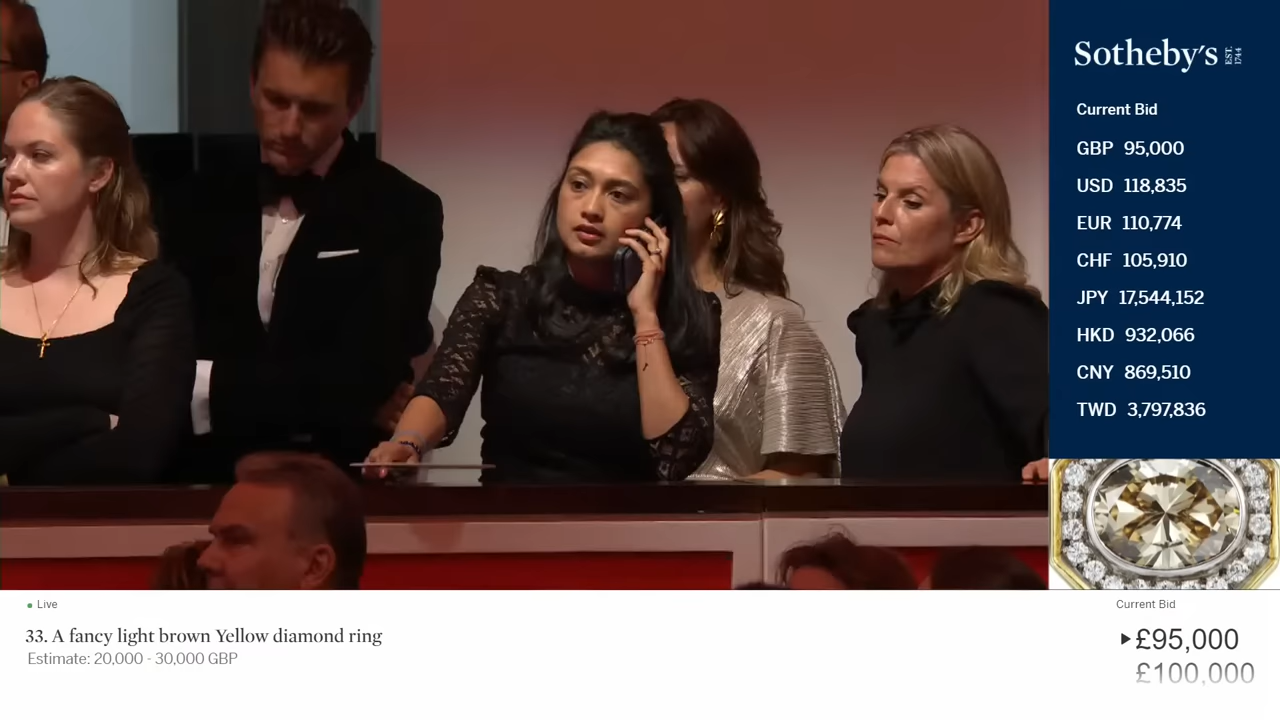 Sotheby's EST. 1744
Current Bid
GBP 95,000
USD 118,835
EUR 110,774
CHF 105,910
JPY 17,544,152
HKD 932,066
CNY 869,510
TWD 3,797,836
Live
33. A fancy light brown Yellow diamond ring
Estimate: 20,000 - 30,000 GBP
Current Bid
£95,000
£100,000